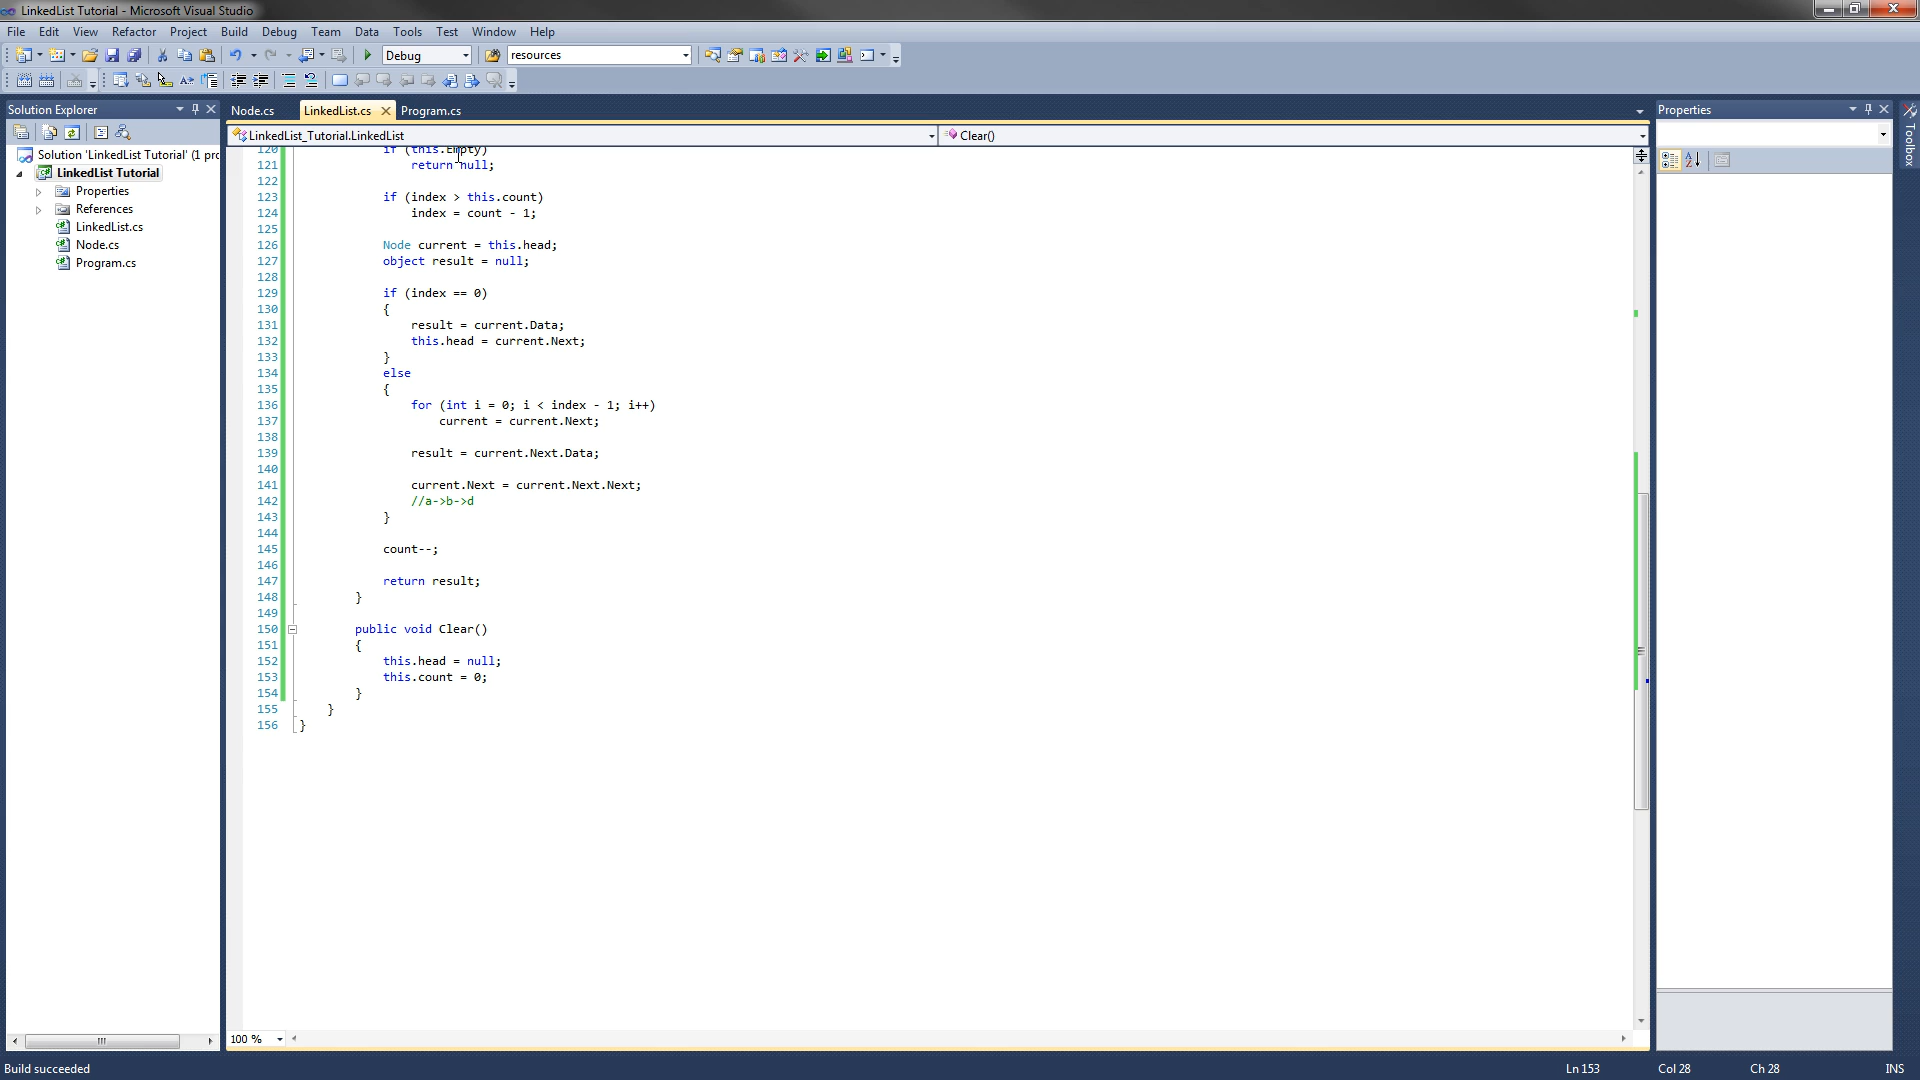 LinkedList Tutorial - Microsoft Visual Studio
File Edit View Refactor Project Build Debug Team Data Tools Test Window Help
Debug resources
Solution Explorer
Solution 'LinkedList Tutorial' (1 pro
LinkedList Tutorial
Properties
References
LinkedList.cs
Node.cs
Program.cs
Node.cs LinkedList.cs Program.cs
LinkedList_Tutorial.LinkedList Clear()
120 if (this.Empty)
121 return null;
122
123 if (index > this.count)
124 index = count - 1;
125
126 Node current = this.head;
127 object result = null;
128
129 if (index == 0)
130 {
131 result = current.Data;
132 this.head = current.Next;
133 }
134 else
135 {
136 for (int i = 0; i < index - 1; i++)
137 current = current.Next;
138
139 result = current.Next.Data;
140
141 current.Next = current.Next.Next;
142 //a->b->d
143 }
144
145 count--;
146
147 return result;
148 }
149
150 public void Clear()
151 {
152 this.head = null;
153 this.count = 0;
154 }
155 }
156 }
100 %
Properties
Toolbox
Build succeeded Ln 153 Col 28 Ch 28 INS